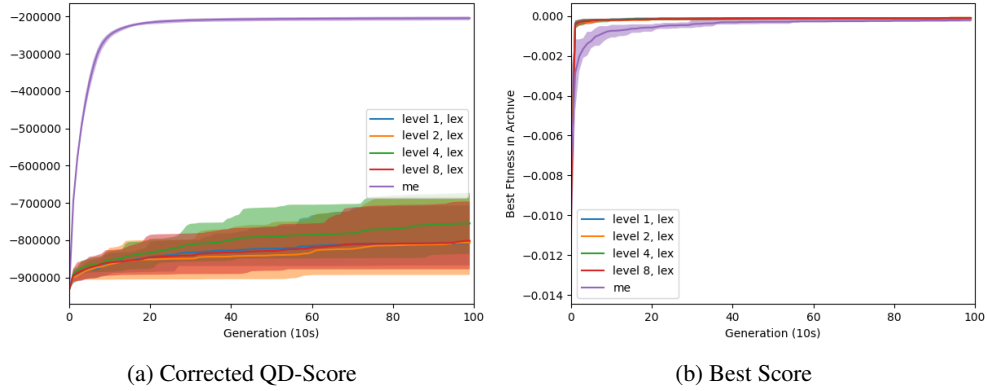 −200000
−300000
−400000
−500000
−600000
−700000
−800000
−900000
0 20 40 60 80 100
Generation (10s)
level 1, lex
level 2, lex
level 4, lex
level 8, lex
me
(a) Corrected QD-Score
Best Ftiness in Archive
0.000
−0.002
−0.004
−0.006
−0.008
−0.010
−0.012
−0.014
0 20 40 60 80 100
Generation (10s)
level 1, lex
level 2, lex
level 4, lex
level 8, lex
me
(b) Best Score